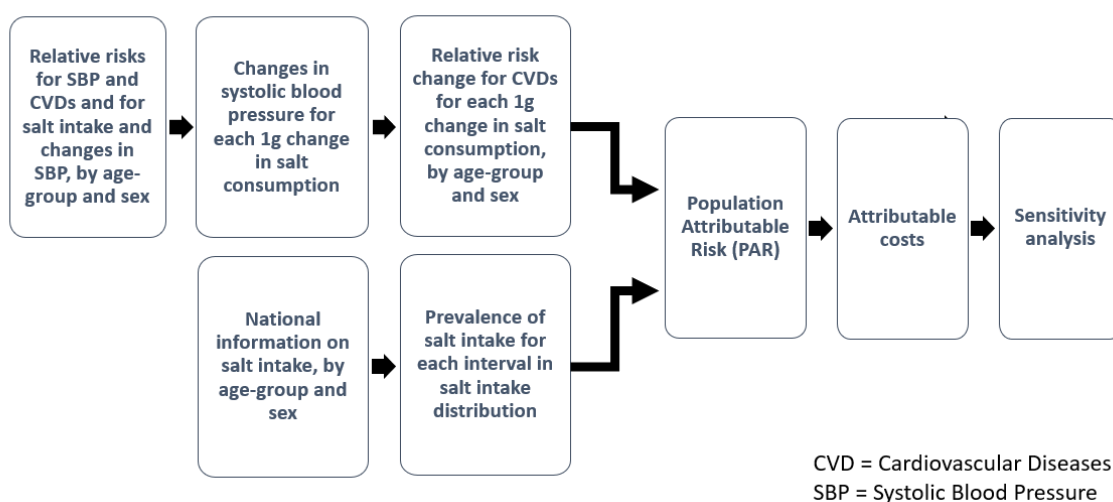 Relative risks
for SBP and
CVDs and for
salt intake and
changes in
SBP, by age-
group and sex
Changes in
systolic blood
pressure for
each 1g change
in salt
consumption
Relative risk
change for CVDs
for each 1g
change in salt
consumption,
by age-group
and sex
National
information on
salt intake, by
age-group and
sex
Prevalence of
salt intake for
each interval in
salt intake
distribution
Population
Attributable
Risk (PAR)
Attributable
costs
Sensitivity
analysis
CVD = Cardiovascular Diseases
SBP = Systolic Blood Pressure